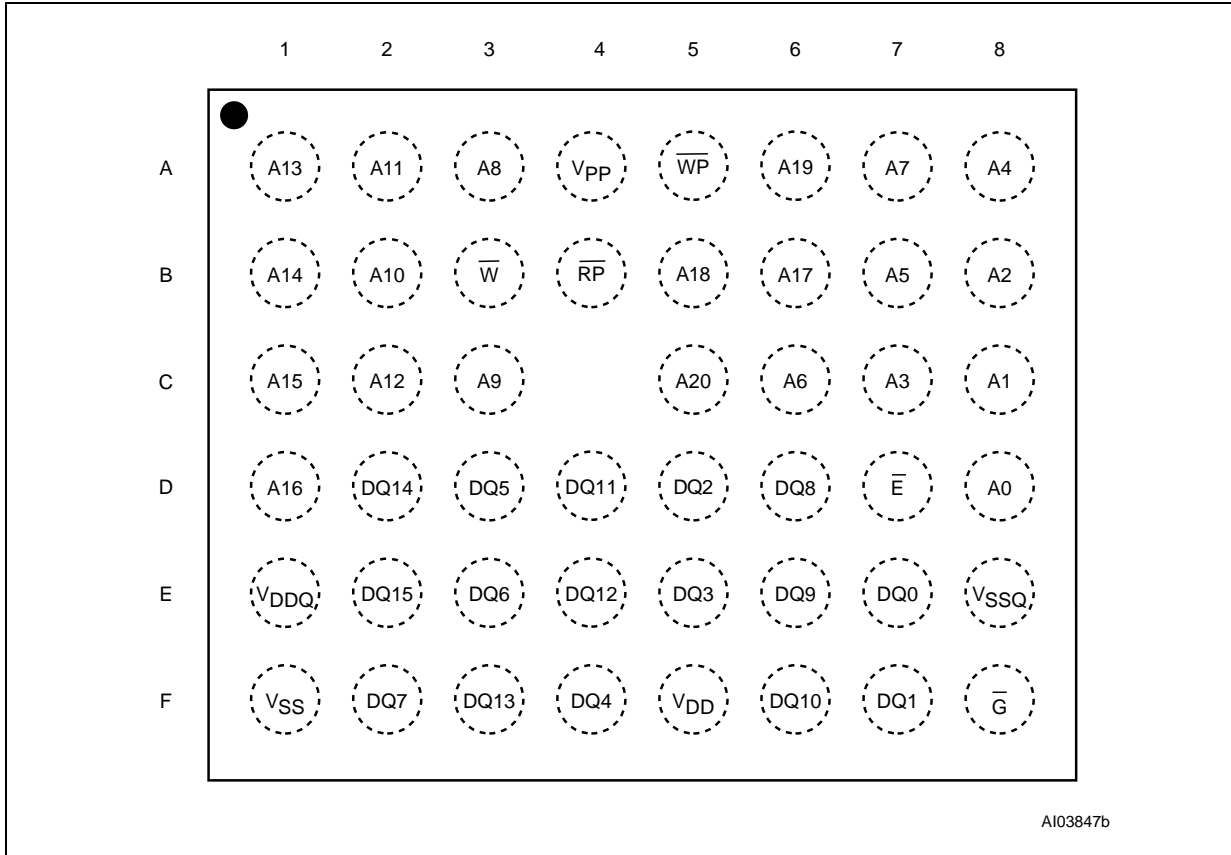 1 2 3 4 5 6 7 8
A A13 A11 A8 VPP W̅P̅ A19 A7 A4
B A14 A10 W̅ R̅P̅ A18 A17 A5 A2
C A15 A12 A9 A20 A6 A3 A1
D A16 DQ14 DQ5 DQ11 DQ2 DQ8 E̅ A0
E VDDQ DQ15 DQ6 DQ12 DQ3 DQ9 DQ0 VSSQ
F VSS DQ7 DQ13 DQ4 VDD DQ10 DQ1 G̅
AI03847b